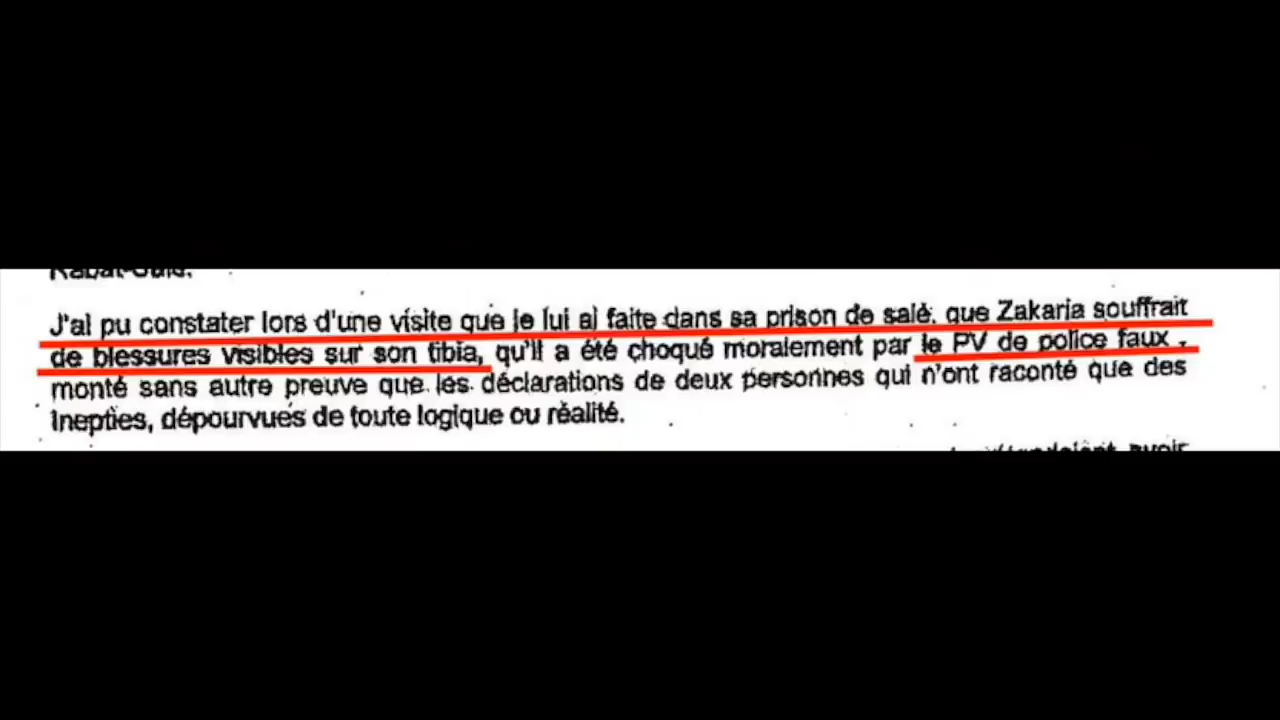 J'ai pu constater lors d'une visite que je lui ai faite dans sa prison de salé, que Zakaria souffrait
de blessures visibles sur son tibia, qu'il a été choqué moralement par le PV de police faux ,
monté sans autre preuve que les déclarations de deux personnes qui n'ont raconté que des
Inepties, dépourvues de toute logique ou réalité.
avoir